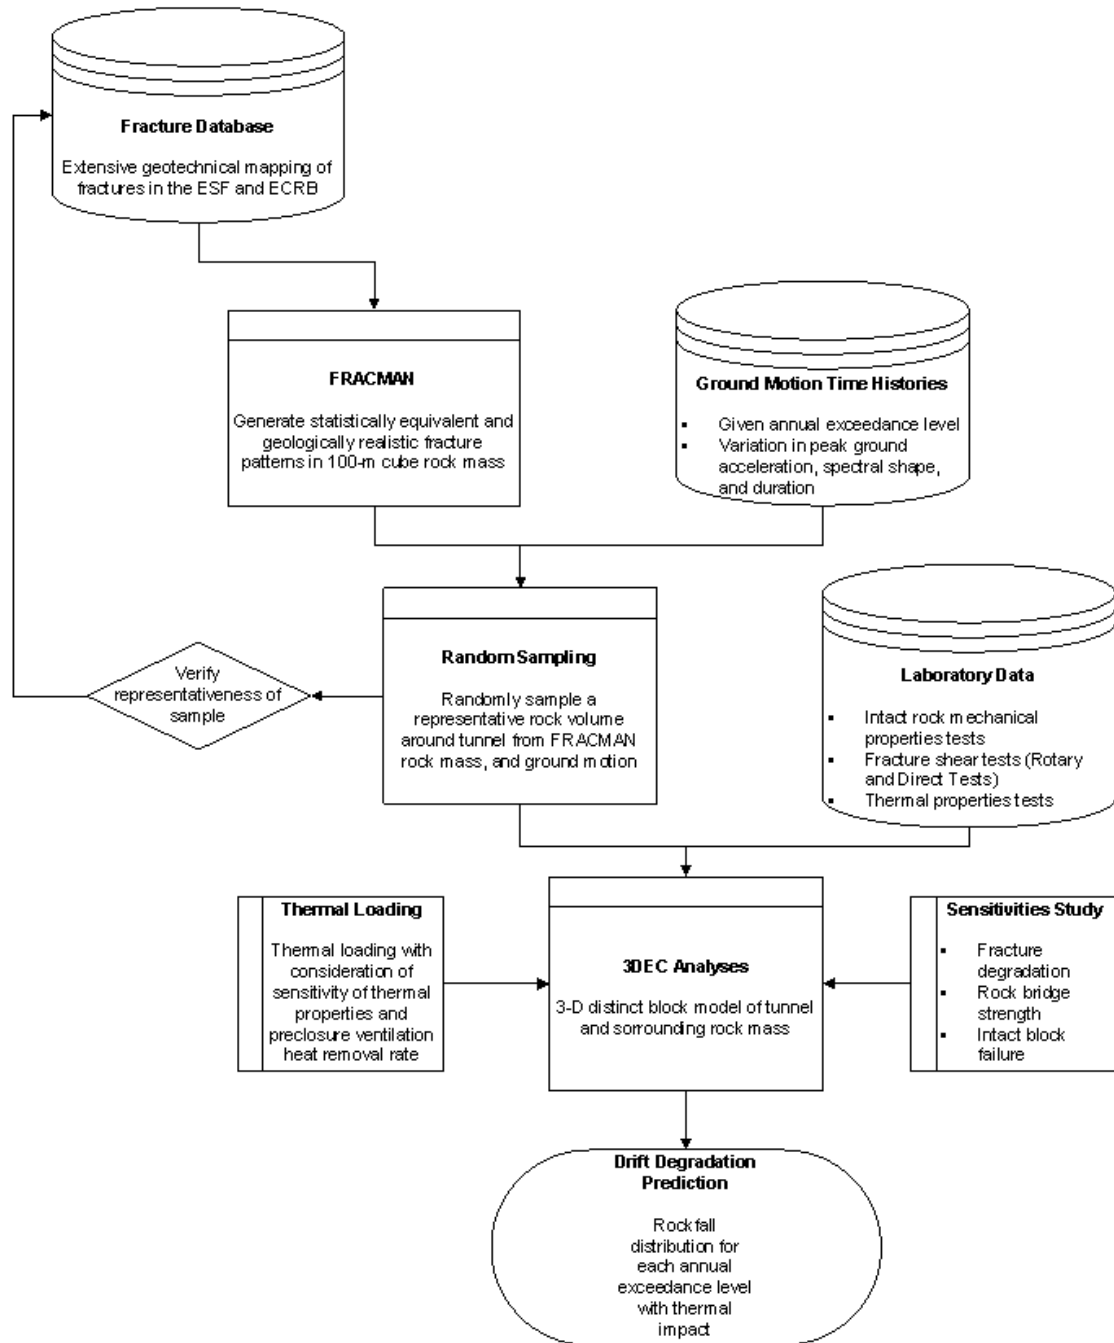 Fracture Database
Extensive geotechnical mapping of
fractures in the ESF and ECRB
FRACMAN
Generate statistically equivalent and
geologically realistic fracture
patterns in 100-m cube rock mass
Ground Motion Time Histories
▪ Given annual exceedance level
▪ Variation in peak ground
acceleration, spectral shape,
and duration
Verify
representativeness of
sample
Random Sampling
Randomly sample a
representative rock volume
around tunnel from FRACMAN
rock mass, and ground motion
Laboratory Data
▪ Intact rock mechanical
properties tests
▪ Fracture shear tests (Rotary
and Direct Tests)
▪ Thermal properties tests
Thermal Loading
Thermal loading with
consideration of
sensitivity of thermal
properties and
preclosure ventilation
heat removal rate
3DEC Analyses
3-D distinct block model of tunnel
and sorrounding rock mass
Sensitivities Study
▪ Fracture
degradation
▪ Rock bridge
strength
▪ Intact block
failure
Drift Degradation
Prediction
Rockfall
distribution for
each annual
exceedance level
with thermal
impact